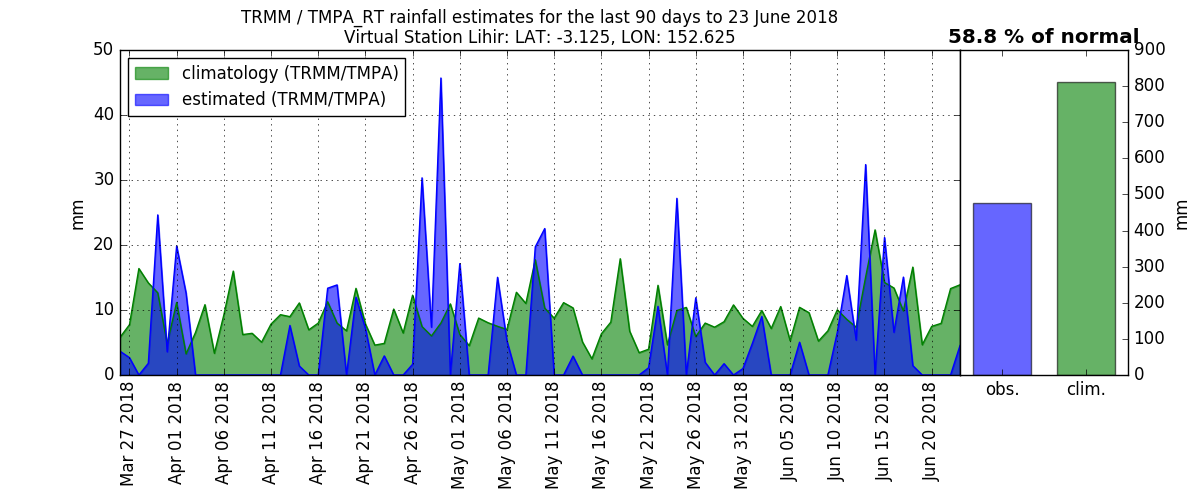 TRMM / TMPA_RT rainfall estimates for the last 90 days to 23 June 2018
Virtual Station Lihir: LAT: -3.125, LON: 152.625
58.8 % of normal
climatology (TRMM/TMPA)
estimated (TRMM/TMPA)
50
40
30
20
10
0
mm
Mar 27 2018
Apr 01 2018
Apr 06 2018
Apr 11 2018
Apr 16 2018
Apr 21 2018
Apr 26 2018
May 01 2018
May 06 2018
May 11 2018
May 16 2018
May 21 2018
May 26 2018
May 31 2018
Jun 05 2018
Jun 10 2018
Jun 15 2018
Jun 20 2018
obs.
clim.
900
800
700
600
500
400
300
200
100
0
mm